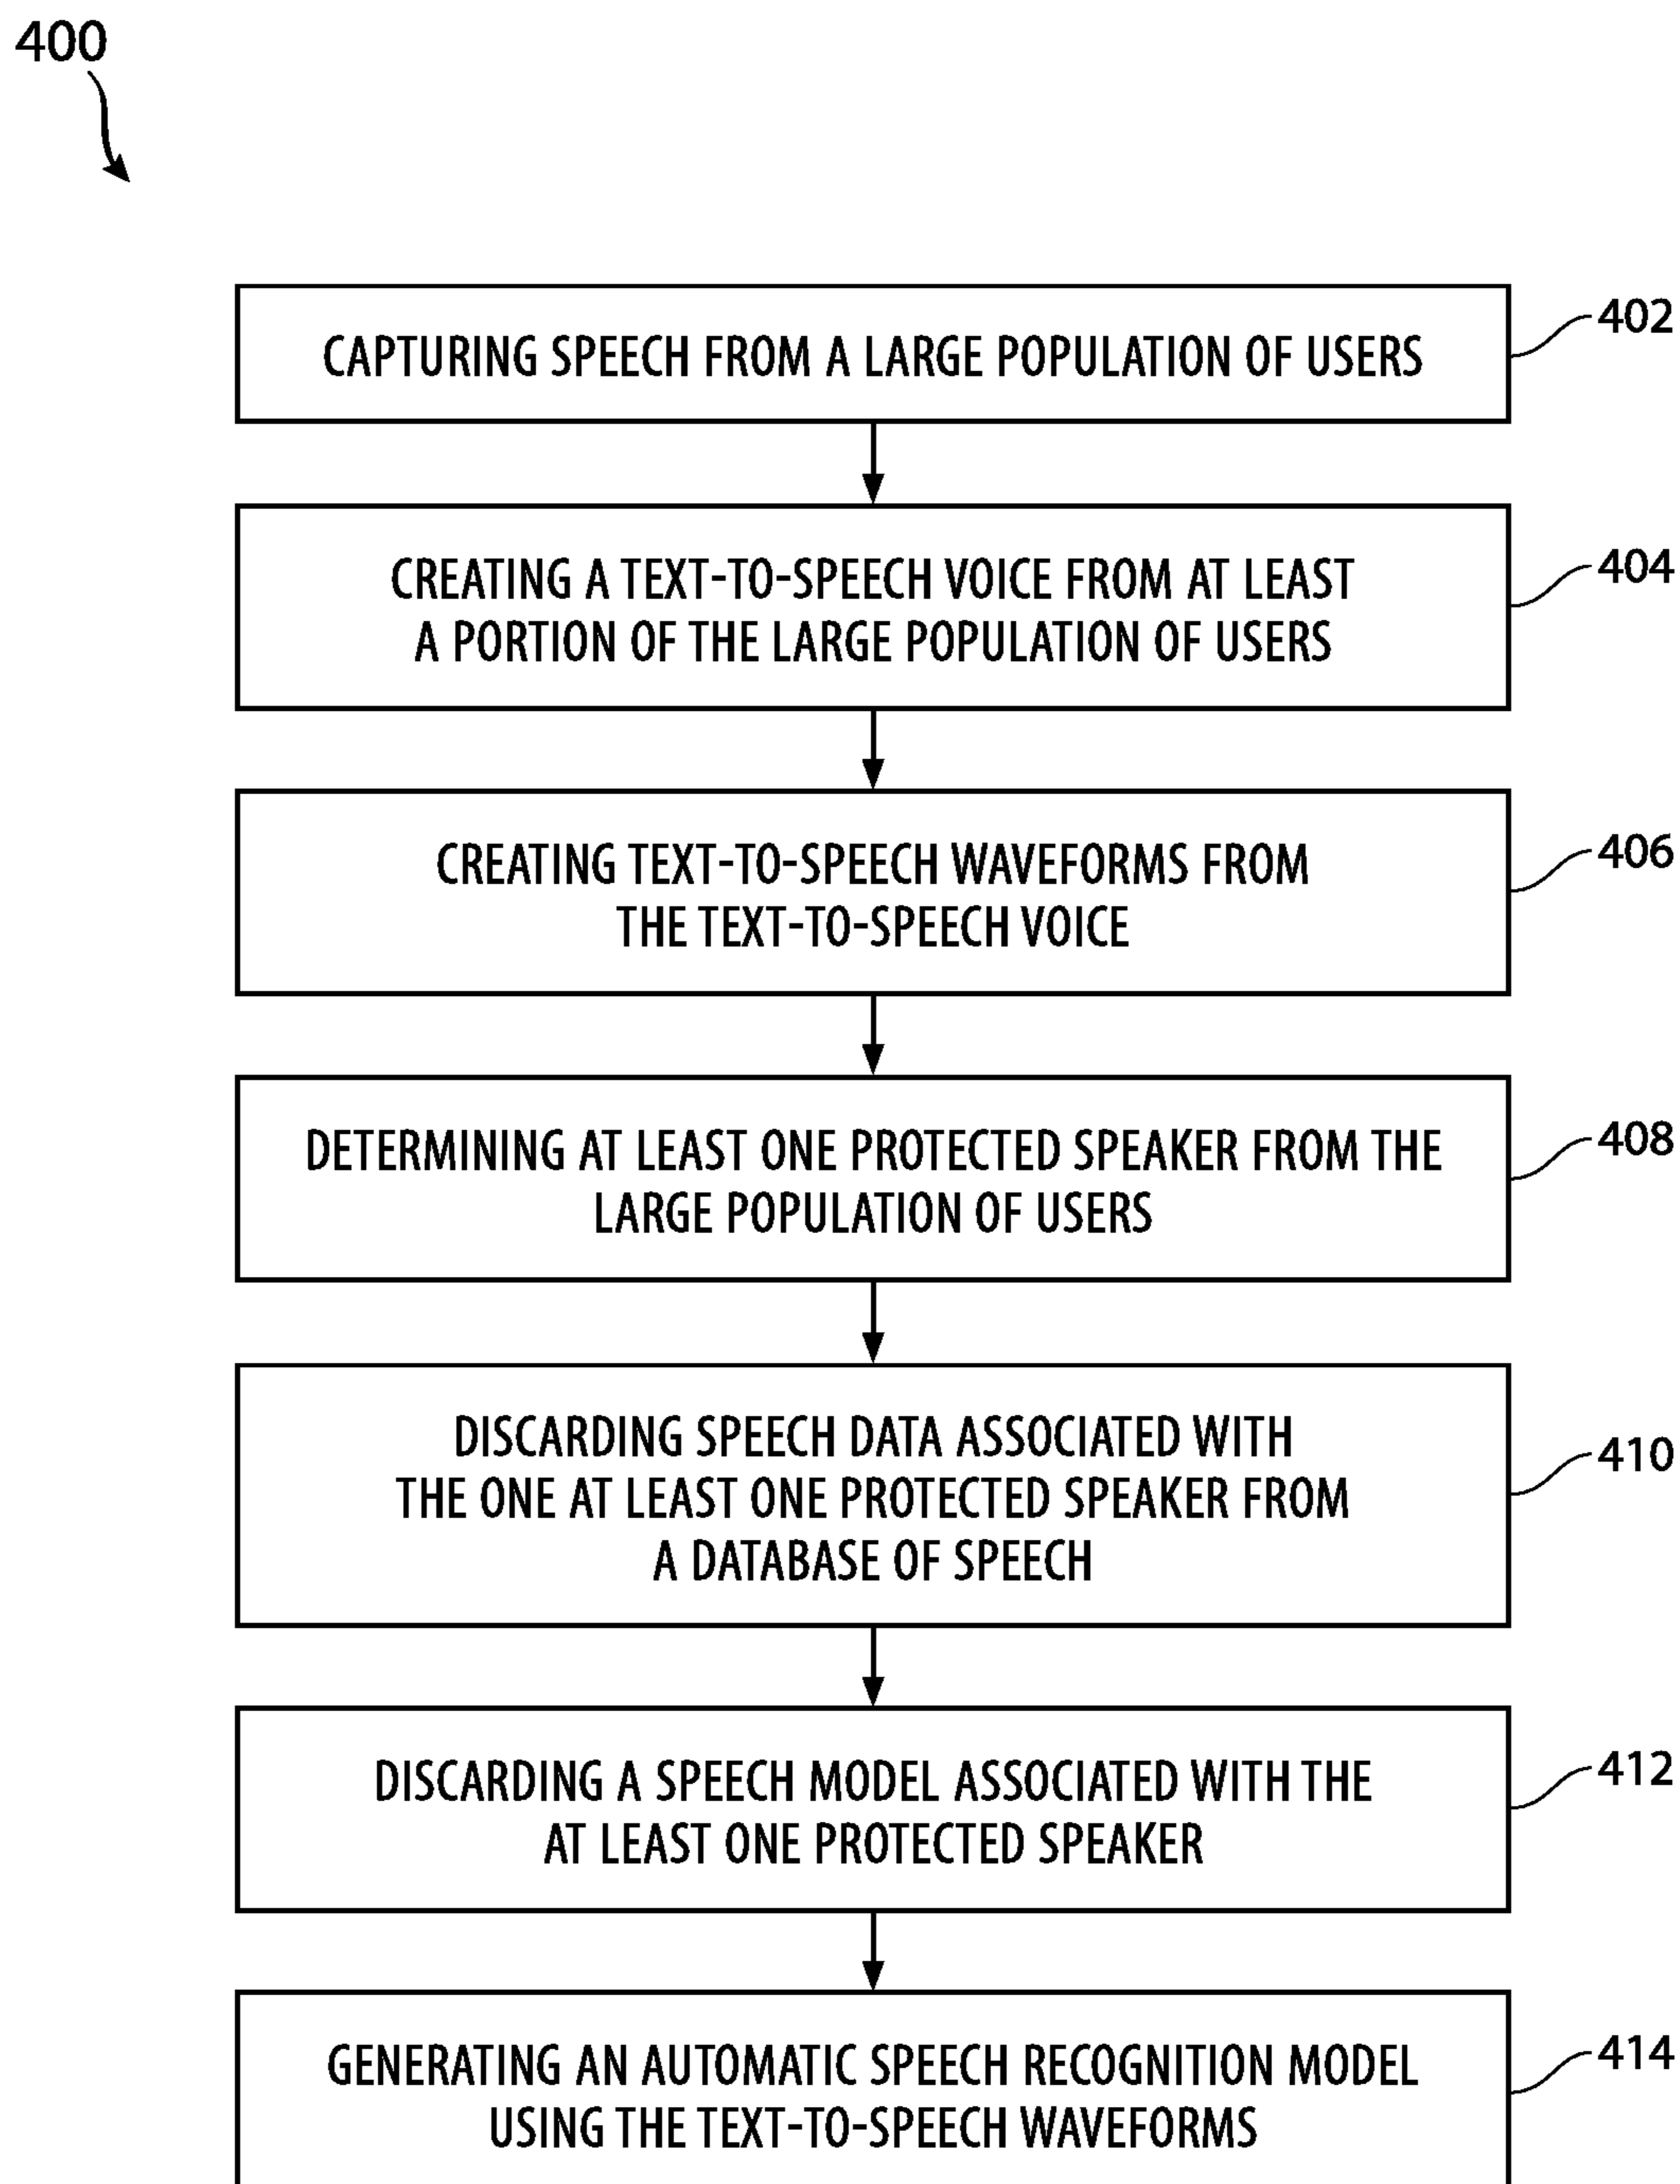 400
CAPTURING SPEECH FROM A LARGE POPULATION OF USERS
402
CREATING A TEXT-TO-SPEECH VOICE FROM AT LEAST
A PORTION OF THE LARGE POPULATION OF USERS
404
CREATING TEXT-TO-SPEECH WAVEFORMS FROM
THE TEXT-TO-SPEECH VOICE
406
DETERMINING AT LEAST ONE PROTECTED SPEAKER FROM THE
LARGE POPULATION OF USERS
408
DISCARDING SPEECH DATA ASSOCIATED WITH
THE ONE AT LEAST ONE PROTECTED SPEAKER FROM
A DATABASE OF SPEECH
410
DISCARDING A SPEECH MODEL ASSOCIATED WITH THE
AT LEAST ONE PROTECTED SPEAKER
412
GENERATING AN AUTOMATIC SPEECH RECOGNITION MODEL
USING THE TEXT-TO-SPEECH WAVEFORMS
414